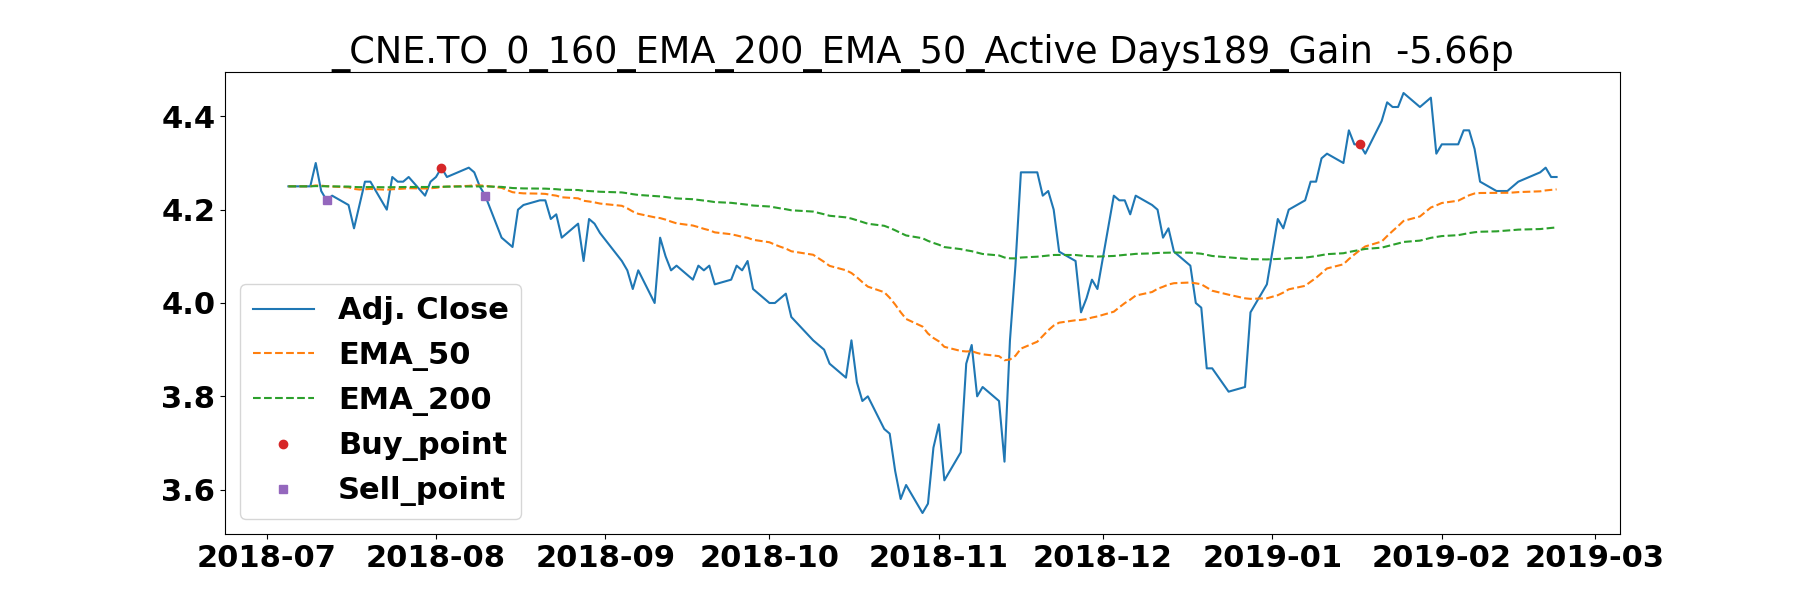 _CNE.TO_0_160_EMA_200_EMA_50_Active Days189_Gain  -5.66p
4.4
4.2
4.0
3.8
3.6
Adj. Close
EMA_50
EMA_200
Buy_point
Sell_point
2018-07 2018-08 2018-09 2018-10 2018-11 2018-12 2019-01 2019-02 2019-03